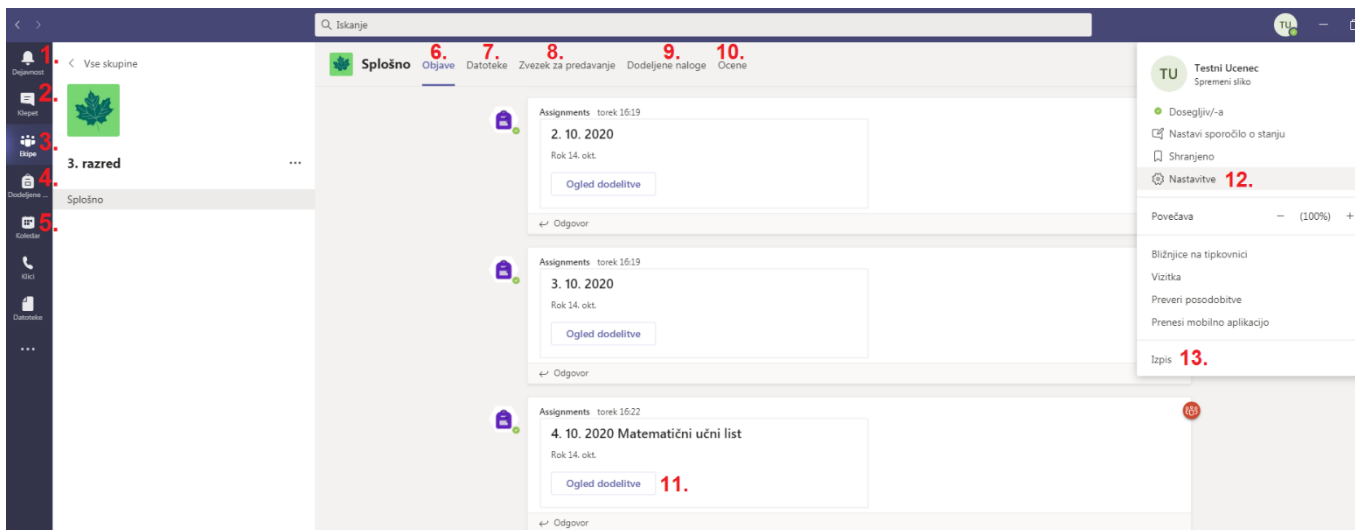 Iskanje
TU
1.
Dejavnost
2.
Klepet
3.
Ekipe
4.
Dodeljene ...
5.
Koledar
Klici
Datoteke
...
Vse skupine
3. razred
...
Splošno
6. 7. 8. 9. 10.
Splošno Objave Datoteke Zvezek za predavanje Dodeljene naloge Ocene
Assignments torek 16:19
2. 10. 2020
Rok 14. okt.
Ogled dodelitve
Odgovor
Assignments torek 16:19
3. 10. 2020
Rok 14. okt.
Ogled dodelitve
Odgovor
Assignments torek 16:22
4. 10. 2020 Matematični učni list
Rok 14. okt.
Ogled dodelitve 11.
Odgovor
TU
Testni Ucenec
Spremeni sliko
Dosegljiv/-a
Nastavi sporočilo o stanju
Shranjeno
Nastavitve 12.
Povečava − (100%) +
Bližnjice na tipkovnici
Vizitka
Preveri posodobitve
Prenesi mobilno aplikacijo
Izpis 13.